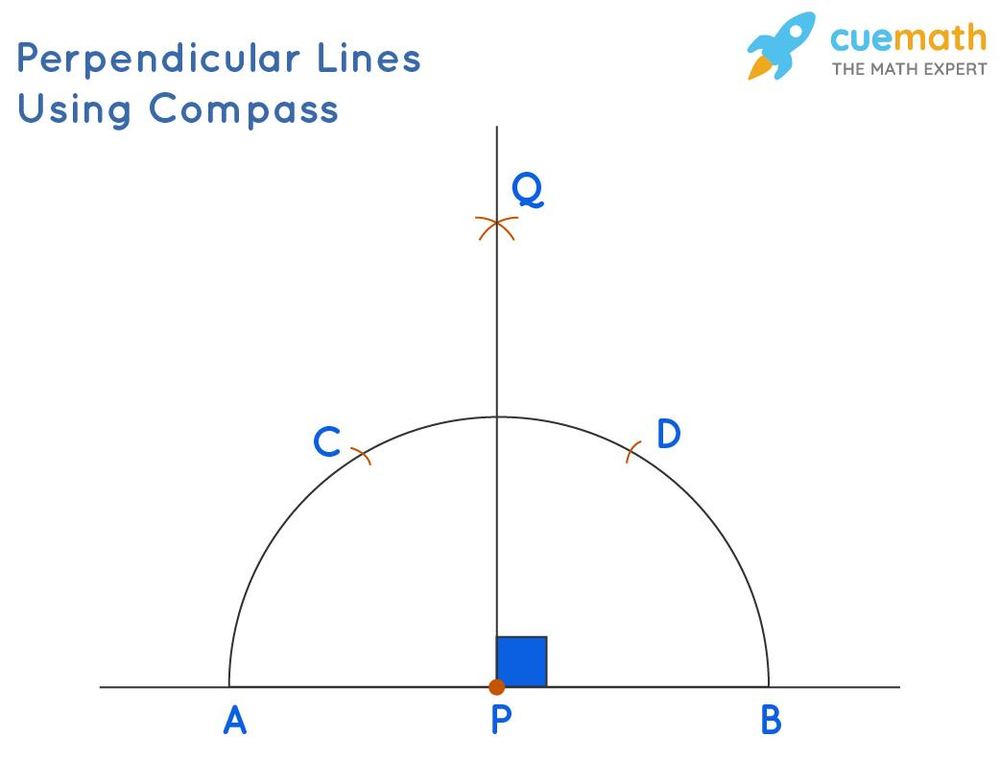 Perpendicular Lines
Using Compass
cuemath
THE MATH EXPERT
Q
C
D
A
P
B